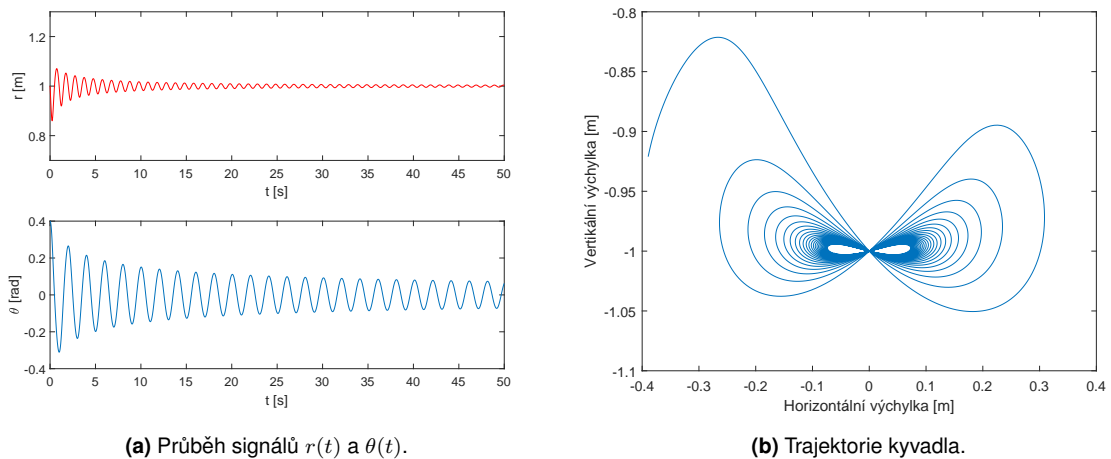 1.2
1
0.8
r [m]
0 5 10 15 20 25 30 35 40 45 50
t [s]
0.4
0.2
0
-0.2
-0.4
θ [rad]
0 5 10 15 20 25 30 35 40 45 50
t [s]
(a) Průběh signálů r(t) a θ(t).
-0.8
-0.85
-0.9
-0.95
-1
-1.05
-1.1
Vertikální výchylka [m]
-0.4 -0.3 -0.2 -0.1 0 0.1 0.2 0.3 0.4
Horizontální výchylka [m]
(b) Trajektorie kyvadla.